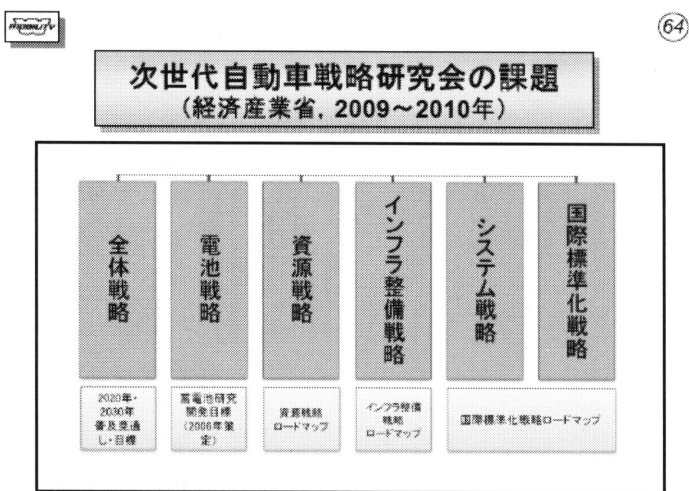 64
次世代自動車戦略研究会の課題
(経済産業省, 2009～2010年)
全体戦略
電池戦略
資源戦略
インフラ整備戦略
システム戦略
国際標準化戦略
2020年・
2030年
普及見通
し・目標
蓄電池研究
開発目標
(2006年策
定)
資源戦略
ロードマップ
インフラ整備
戦略
ロードマップ
国際標準化戦略ロードマップ